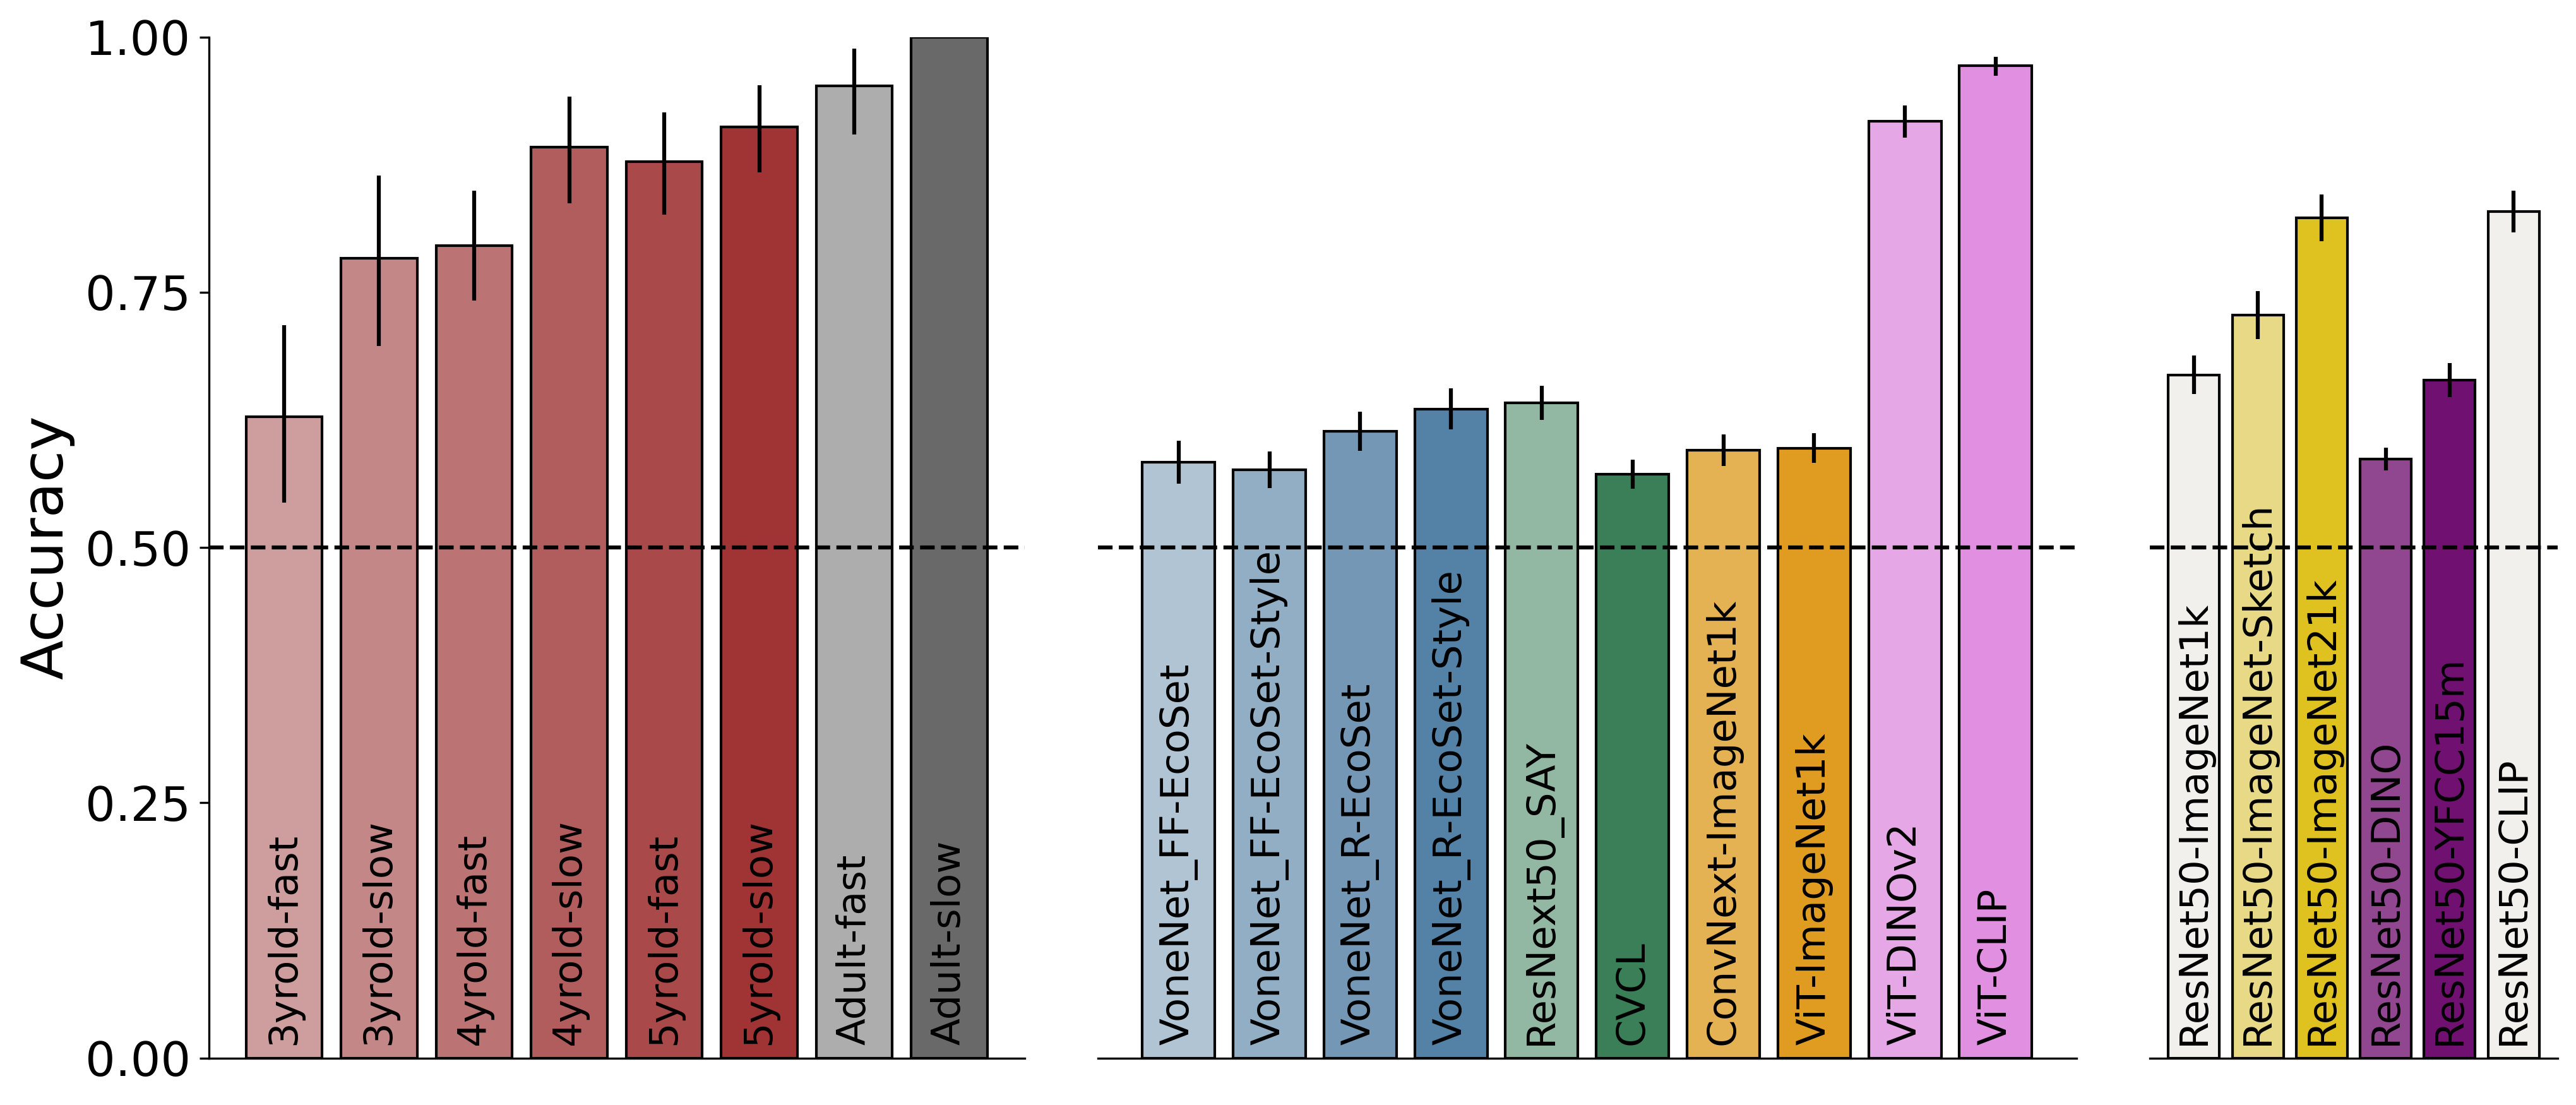 Accuracy
1.00
0.75
0.50
0.25
0.00
3yrold-fast
3yrold-slow
4yrold-fast
4yrold-slow
5yrold-fast
5yrold-slow
Adult-fast
Adult-slow
VoneNet_FF-EcoSet
VoneNet_FF-EcoSet-Style
VoneNet_R-EcoSet
VoneNet_R-EcoSet-Style
ResNext50_SAY
CVCL
ConvNext-ImageNet1k
ViT-ImageNet1k
ViT-DINOv2
ViT-CLIP
ResNet50-ImageNet1k
ResNet50-ImageNet-Sketch
ResNet50-ImageNet21k
ResNet50-DINO
ResNet50-YFCC15m
ResNet50-CLIP